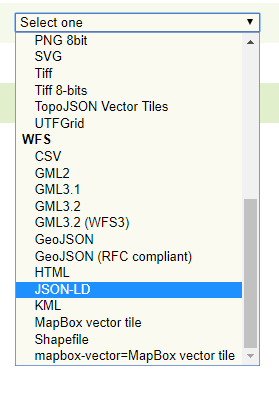 Select one
PNG 8bit
SVG
Tiff
Tiff 8-bits
TopoJSON Vector Tiles
UTFGrid
WFS
CSV
GML2
GML3.1
GML3.2
GML3.2 (WFS3)
GeoJSON
GeoJSON (RFC compliant)
HTML
JSON-LD
KML
MapBox vector tile
Shapefile
mapbox-vector=MapBox vector tile